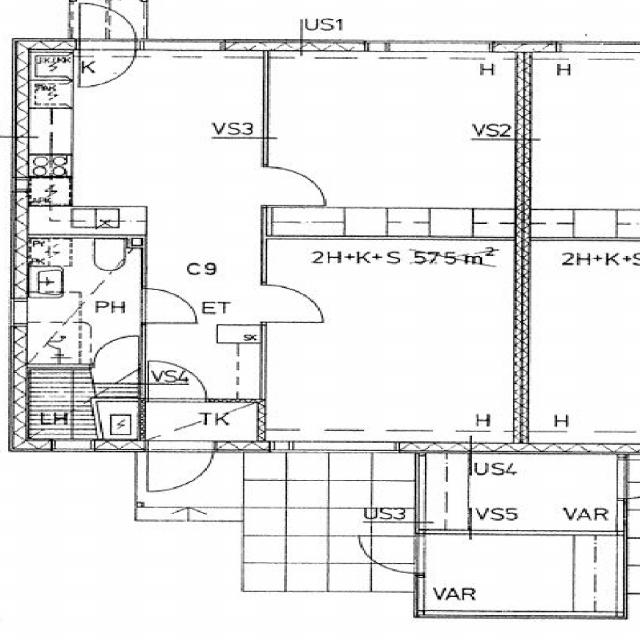 US1
K
H
H
VS3
VS2
C9
2H+K+S 57.5 m²
2H+K+S
PH
ET
SK
VS4
LH
TK
H
H
US4
US3
VS5
VAR
VAR